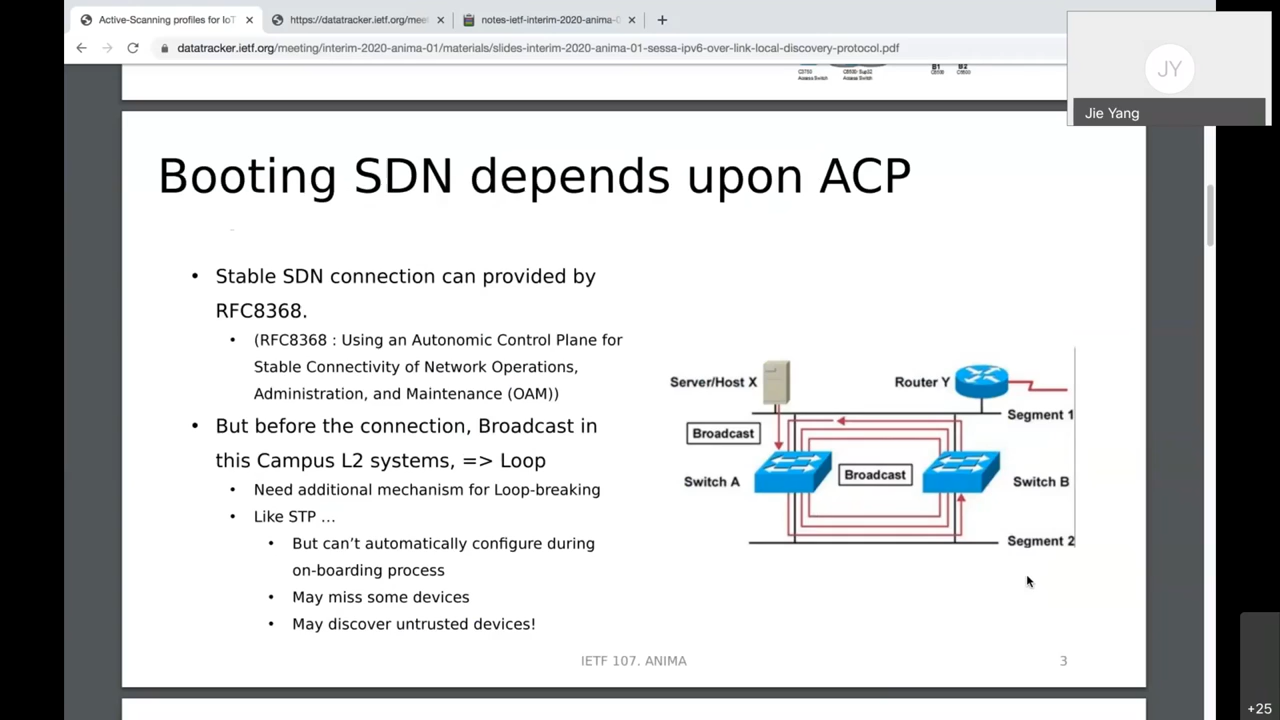 Active-Scanning profiles for IoT
https://datatracker.ietf.org/mee
notes-ietf-interim-2020-anima-0
datatracker.ietf.org/meeting/interim-2020-anima-01/materials/slides-interim-2020-anima-01-sessa-ipv6-over-link-local-discovery-protocol.pdf
JY
Jie Yang
Access Switch
Access Switch
B1
B2
Booting SDN depends upon ACP
• Stable SDN connection can provided by
RFC8368.
• (RFC8368 : Using an Autonomic Control Plane for
Stable Connectivity of Network Operations,
Administration, and Maintenance (OAM))
• But before the connection, Broadcast in
this Campus L2 systems, => Loop
• Need additional mechanism for Loop-breaking
• Like STP …
• But can’t automatically configure during
on-boarding process
• May miss some devices
• May discover untrusted devices!
Server/Host X
Router Y
Segment 1
Broadcast
Switch A
Broadcast
Switch B
Segment 2
IETF 107. ANIMA
3
+25